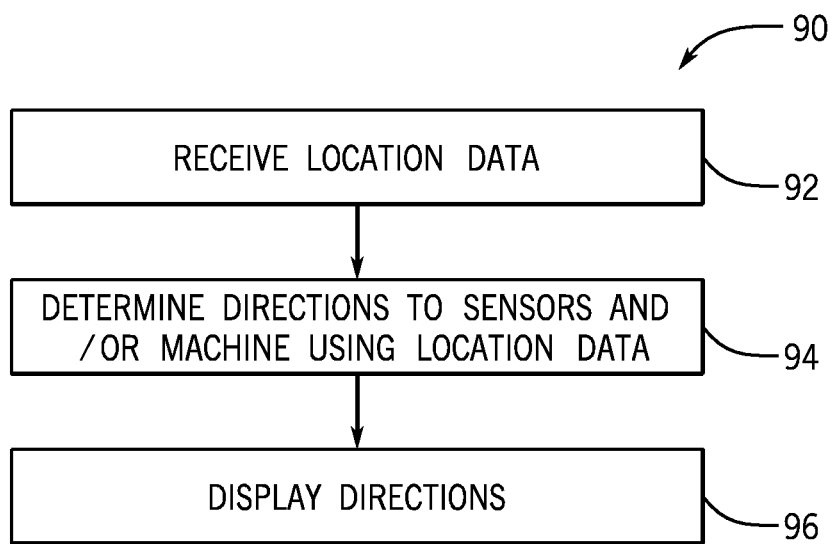 90
RECEIVE LOCATION DATA
92
DETERMINE DIRECTIONS TO SENSORS AND
/OR MACHINE USING LOCATION DATA
94
DISPLAY DIRECTIONS
96